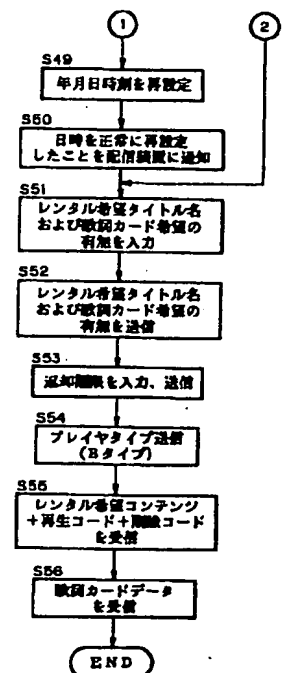 1
2
S49
年月日時刻を再設定
S50
日時を正常に再設定
したことを配信装置に通知
S51
レンタル希望タイトル名
および歌詞カード希望の
有無を入力
S52
レンタル希望タイトル名
および歌詞カード希望の
有無を送信
S53
返却期限を入力、送信
S54
プレイヤタイプ送信
(Bタイプ)
S55
レンタル希望コンテンツ
+再生コード+削除コード
を受信
S56
歌詞カードデータ
を受信
END